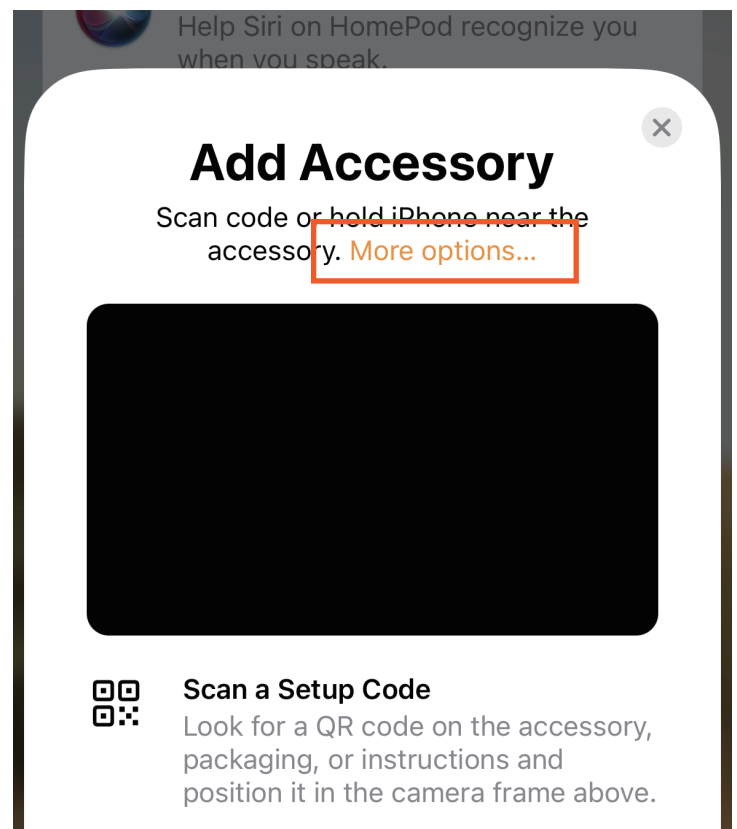 Help Siri on HomePod recognize you
when you speak.
Add Accessory
Scan code or hold iPhone near the
accessory. More options...
Scan a Setup Code
Look for a QR code on the accessory,
packaging, or instructions and
position it in the camera frame above.